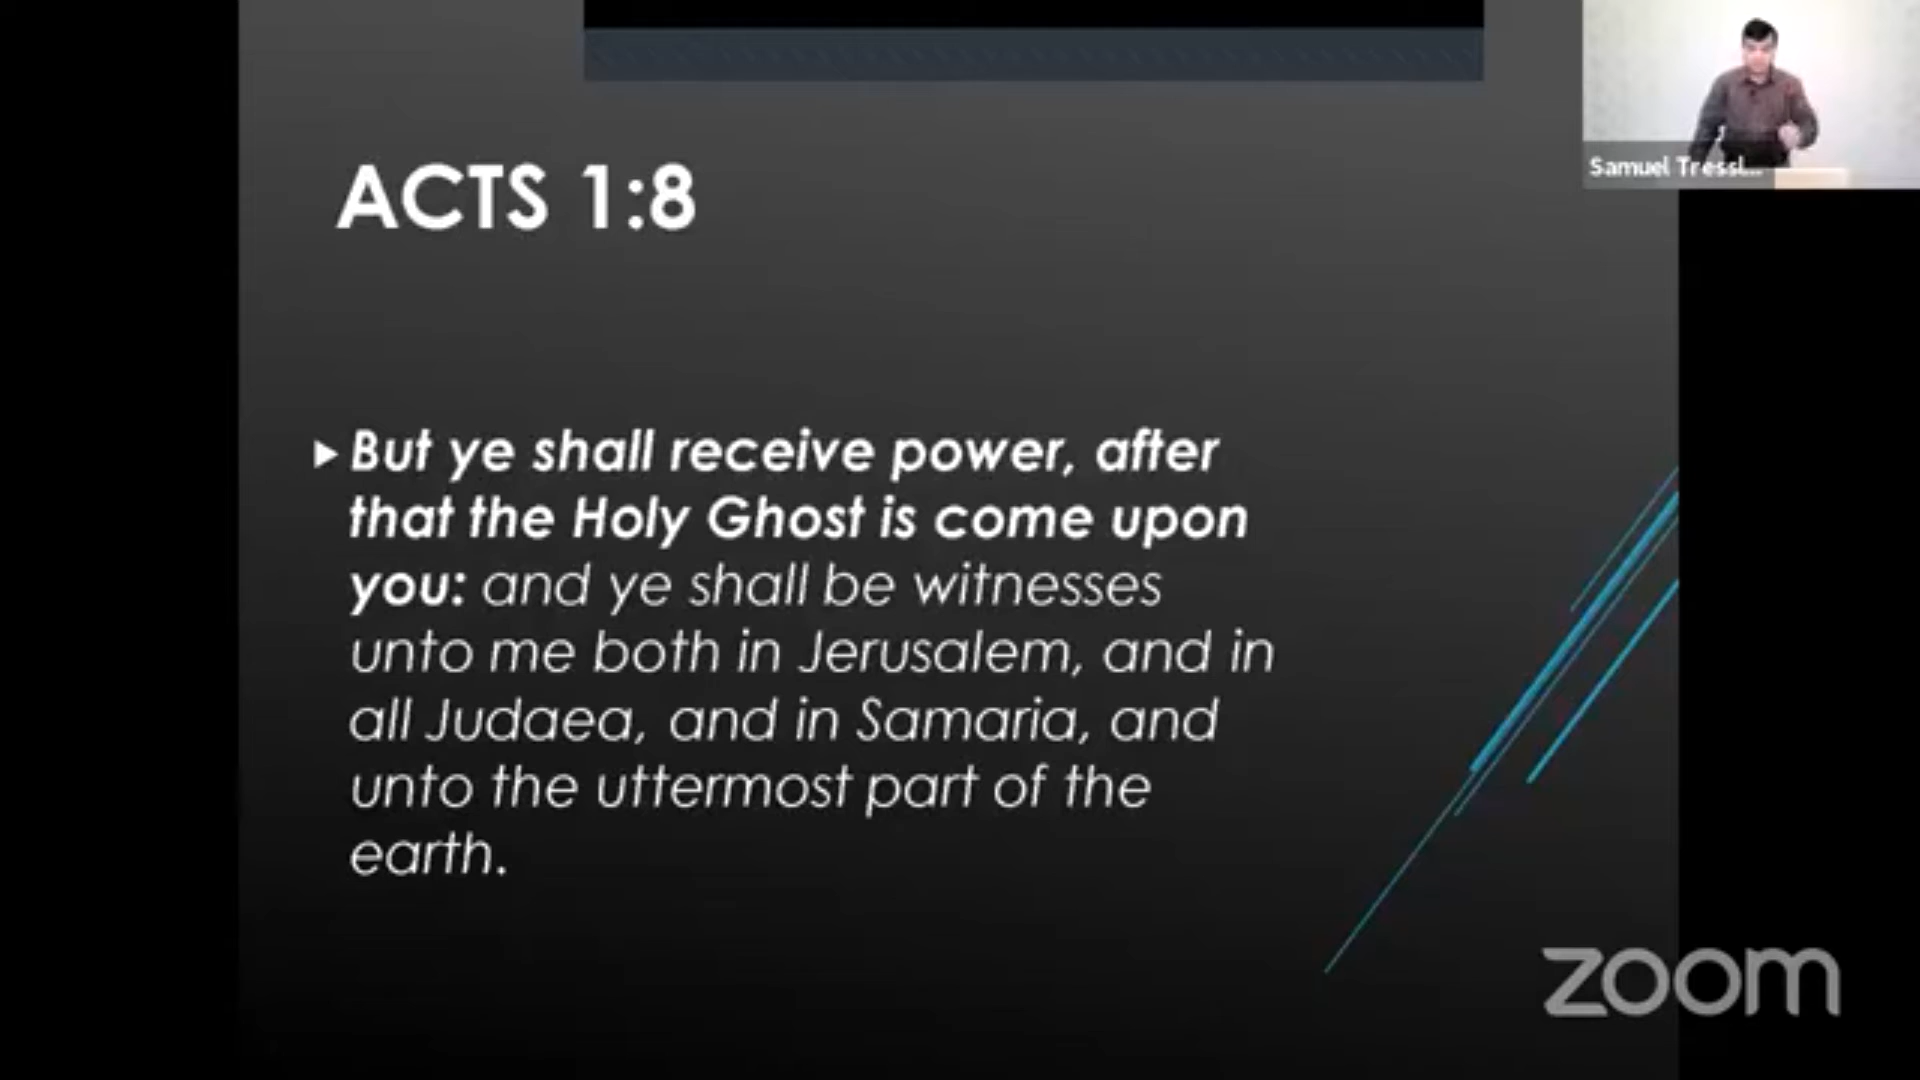 Samuel Tressl...
ACTS 1:8
But ye shall receive power, after
that the Holy Ghost is come upon
you: and ye shall be witnesses
unto me both in Jerusalem, and in
all Judaea, and in Samaria, and
unto the uttermost part of the
earth.
zoom